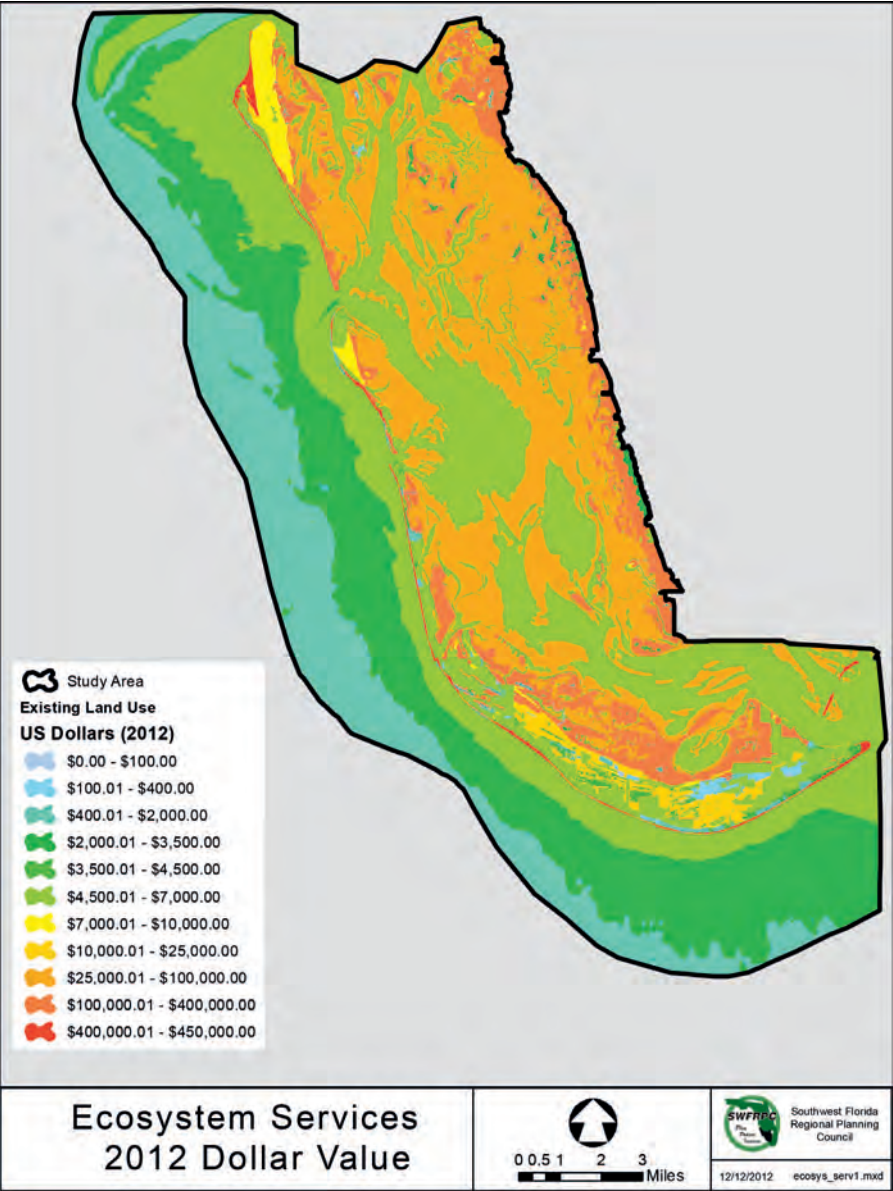 Study Area
Existing Land Use
US Dollars (2012)
$0.00 - $100.00
$100.01 - $400.00
$400.01 - $2,000.00
$2,000.01 - $3,500.00
$3,500.01 - $4,500.00
$4,500.01 - $7,000.00
$7,000.01 - $10,000.00
$10,000.01 - $25,000.00
$25,000.01 - $100,000.00
$100,000.01 - $400,000.00
$400,000.01 - $450,000.00
Ecosystem Services
2012 Dollar Value
0 0.5 1 2 3
Miles
SWFRPC
Southwest Florida
Regional Planning
Council
12/12/2012 ecosys_serv1.mxd